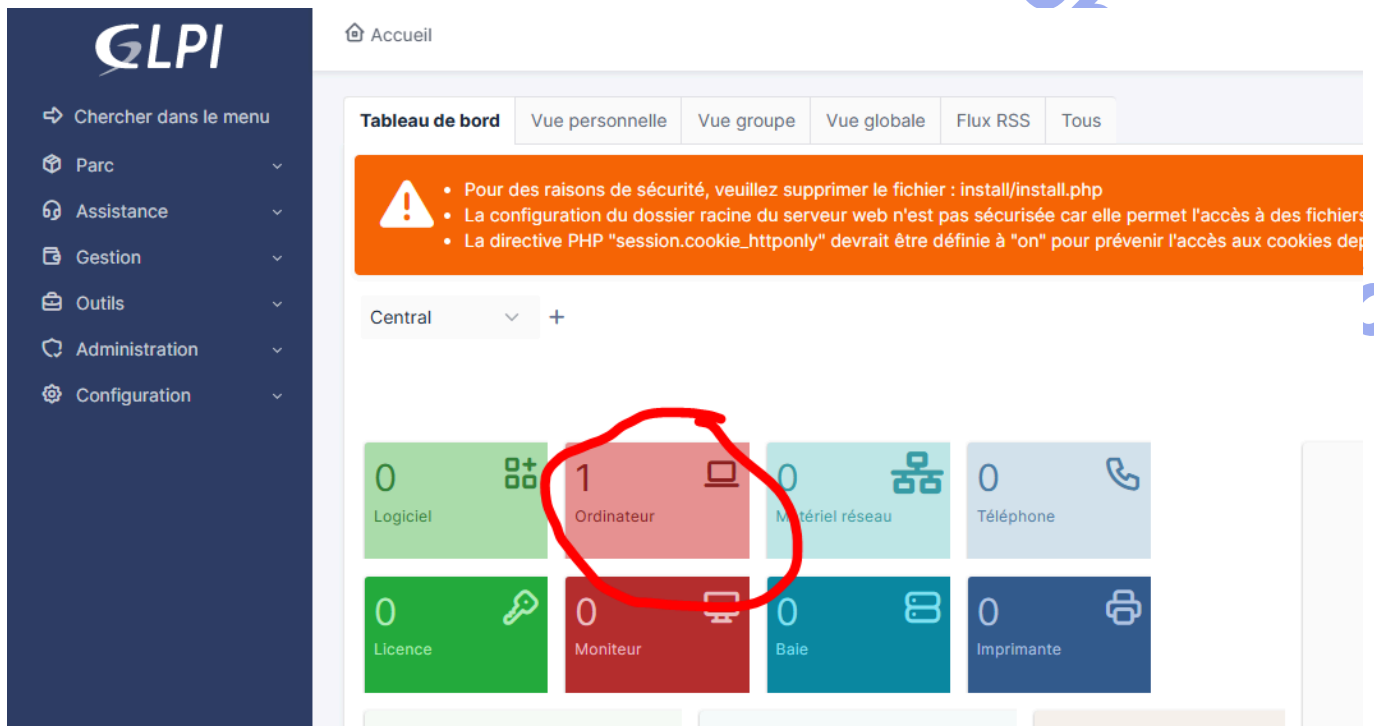 GLPI
Accueil
Chercher dans le menu
Parc
Assistance
Gestion
Outils
Administration
Configuration
Tableau de bord
Vue personnelle
Vue groupe
Vue globale
Flux RSS
Tous
Pour des raisons de sécurité, veuillez supprimer le fichier : install/install.php
La configuration du dossier racine du serveur web n'est pas sécurisée car elle permet l'accès à des fichiers
La directive PHP "session.cookie_httponly" devrait être définie à "on" pour prévenir l'accès aux cookies
Central
0
Logiciel
1
Ordinateur
0
Matériel réseau
0
Téléphone
0
Licence
0
Moniteur
0
Baie
0
Imprimante